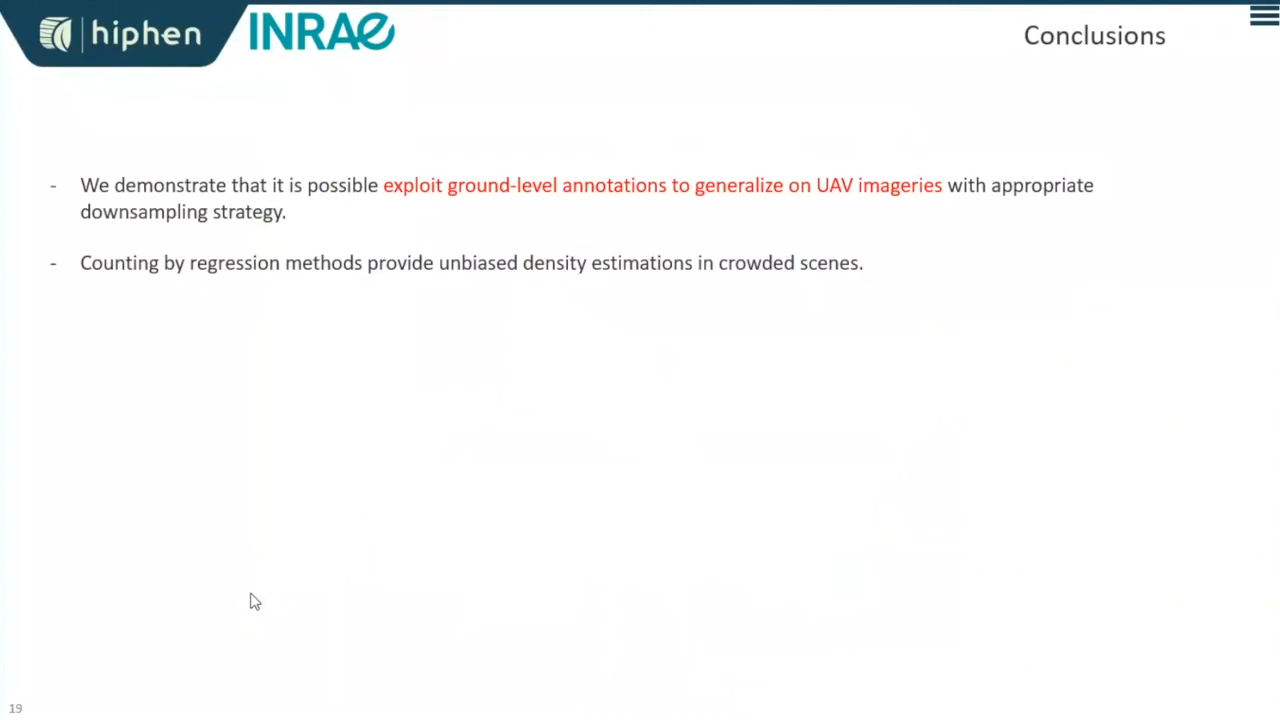 hiphen INRAE
Conclusions
- We demonstrate that it is possible exploit ground-level annotations to generalize on UAV imageries with appropriate
downsampling strategy.
- Counting by regression methods provide unbiased density estimations in crowded scenes.
19